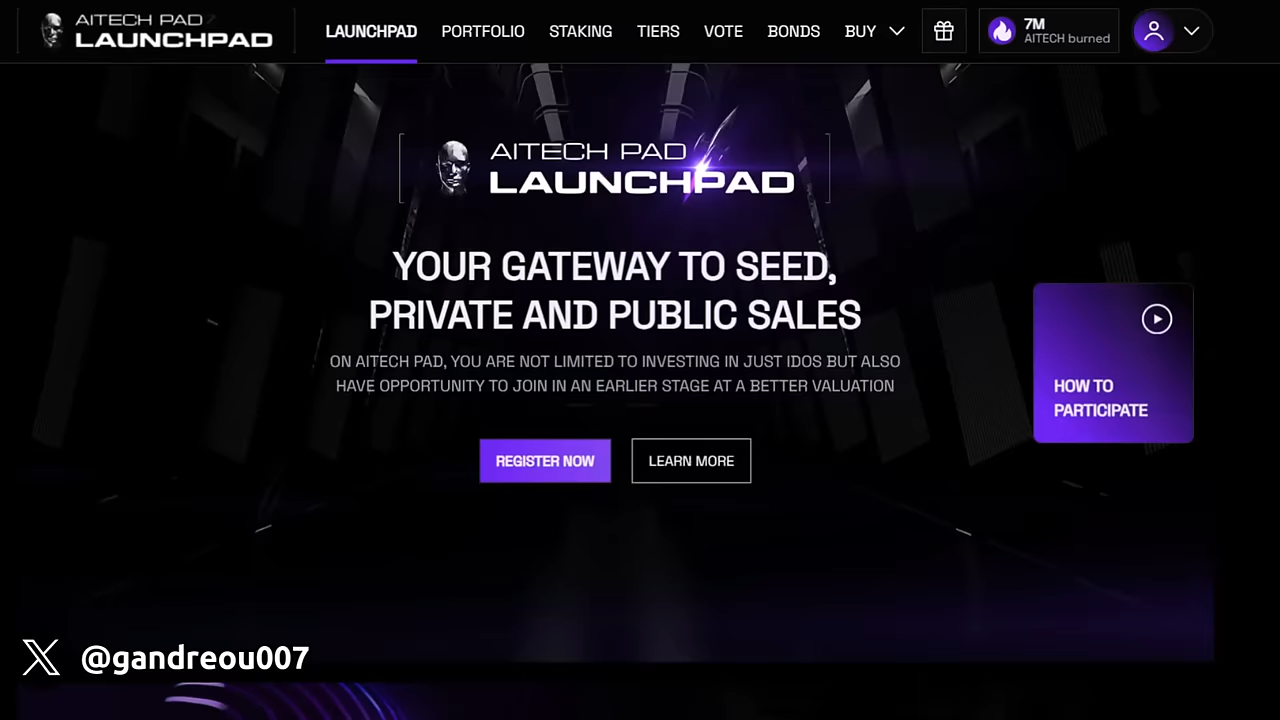 AITECH PAD
LAUNCHPAD
LAUNCHPAD PORTFOLIO STAKING TIERS VOTE BONDS BUY
7M
AITECH burned
AITECH PAD
LAUNCHPAD
YOUR GATEWAY TO SEED,
PRIVATE AND PUBLIC SALES
ON AITECH PAD, YOU ARE NOT LIMITED TO INVESTING IN JUST IDOS BUT ALSO
HAVE OPPORTUNITY TO JOIN IN AN EARLIER STAGE AT A BETTER VALUATION
HOW TO
PARTICIPATE
REGISTER NOW LEARN MORE
X @gandreou007